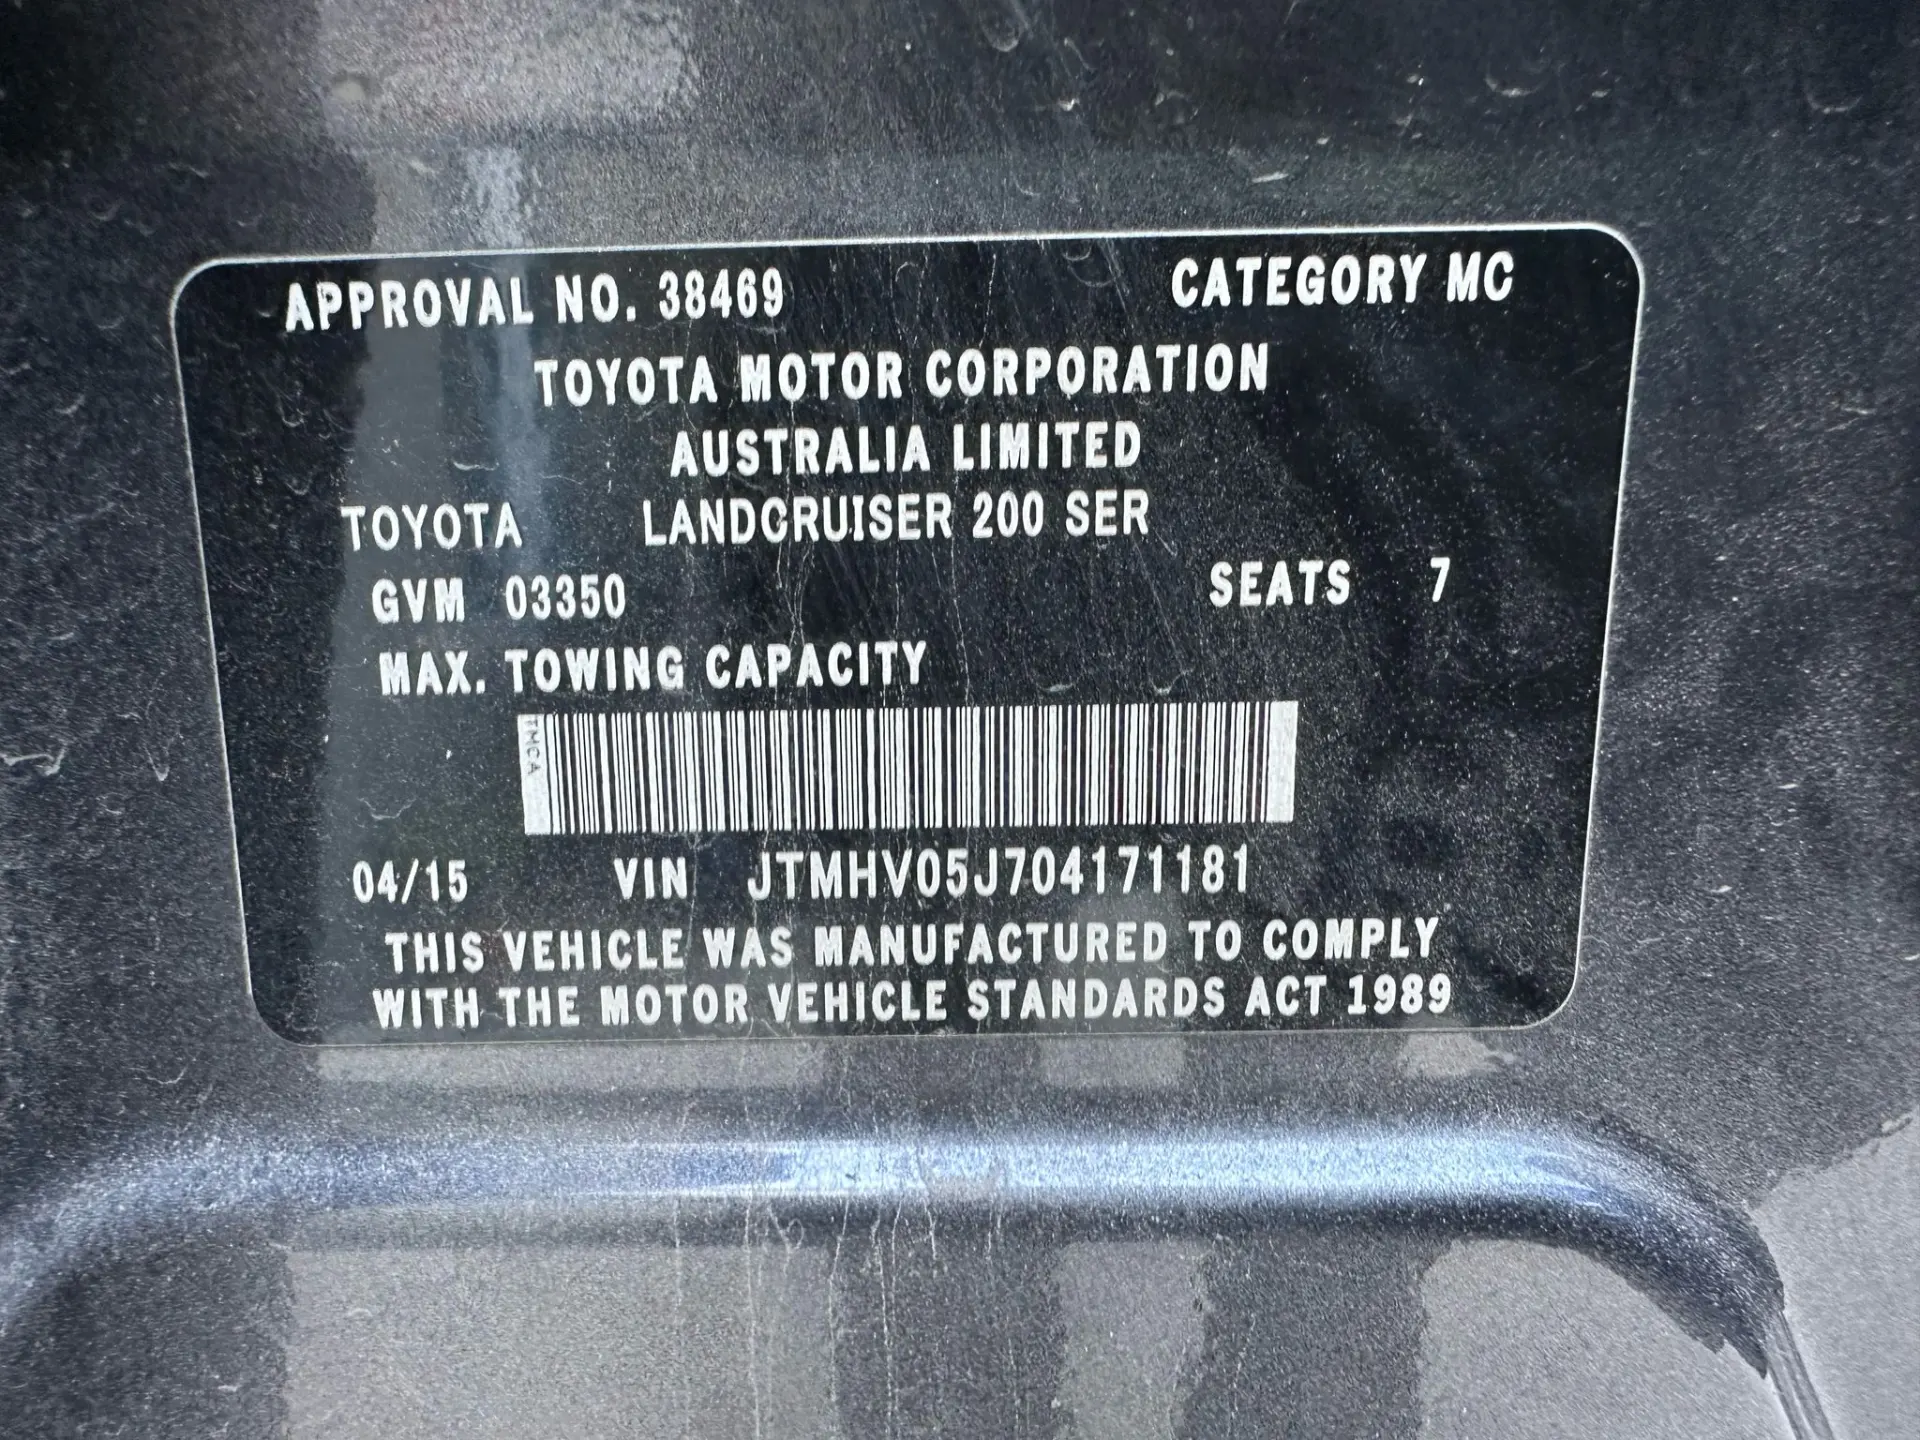 APPROVAL NO. 38469 CATEGORY MC
TOYOTA MOTOR CORPORATION
AUSTRALIA LIMITED
TOYOTA LANDCRUISER 200 SER
GVM 03350 SEATS 7
MAX. TOWING CAPACITY
TMCA
04/15 VIN JTMHV05J704171181
THIS VEHICLE WAS MANUFACTURED TO COMPLY
WITH THE MOTOR VEHICLE STANDARDS ACT 1989